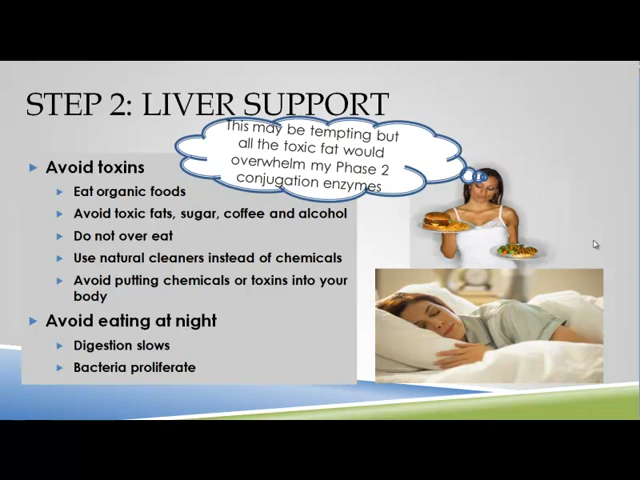 STEP 2: LIVER SUPPORT
This may be tempting but
all the toxic fat would
overwhelm my Phase 2
conjugation enzymes
Avoid toxins
Eat organic foods
Avoid toxic fats, sugar, coffee and alcohol
Do not over eat
Use natural cleaners instead of chemicals
Avoid putting chemicals or toxins into your
body
Avoid eating at night
Digestion slows
Bacteria proliferate